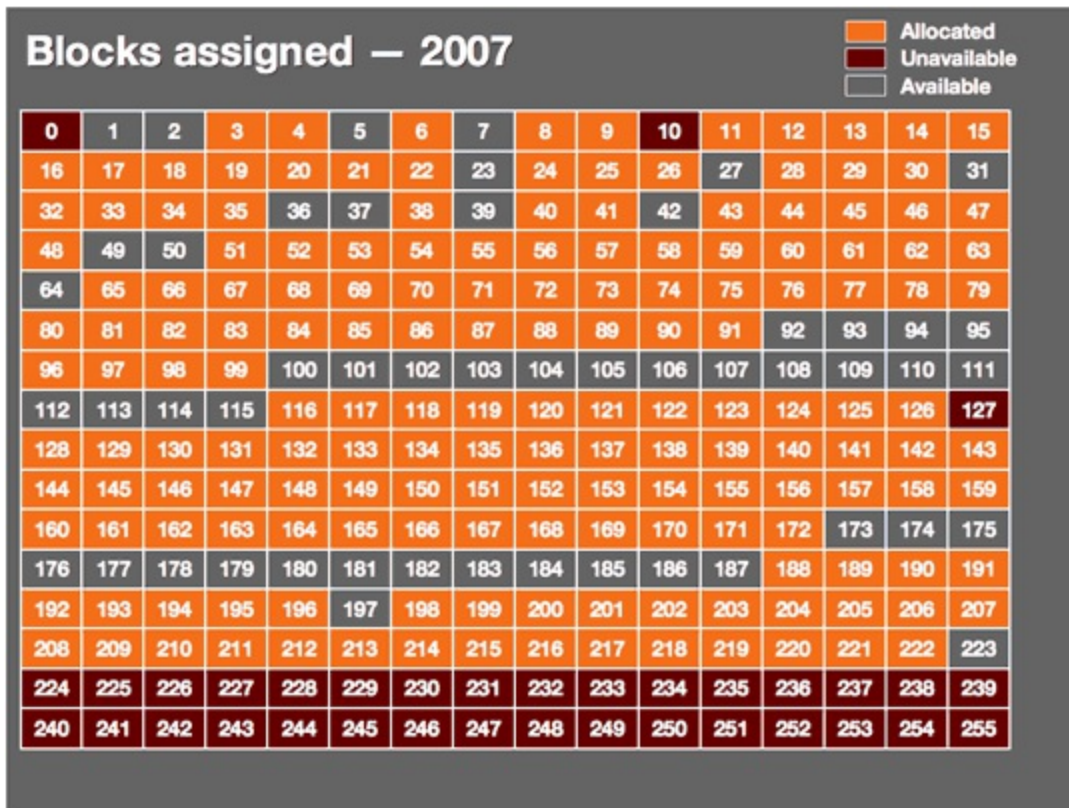 Blocks assigned — 2007
Allocated
Unavailable
Available
0 1 2 3 4 5 6 7 8 9 10 11 12 13 14 15
16 17 18 19 20 21 22 23 24 25 26 27 28 29 30 31
32 33 34 35 36 37 38 39 40 41 42 43 44 45 46 47
48 49 50 51 52 53 54 55 56 57 58 59 60 61 62 63
64 65 66 67 68 69 70 71 72 73 74 75 76 77 78 79
80 81 82 83 84 85 86 87 88 89 90 91 92 93 94 95
96 97 98 99 100 101 102 103 104 105 106 107 108 109 110 111
112 113 114 115 116 117 118 119 120 121 122 123 124 125 126 127
128 129 130 131 132 133 134 135 136 137 138 139 140 141 142 143
144 145 146 147 148 149 150 151 152 153 154 155 156 157 158 159
160 161 162 163 164 165 166 167 168 169 170 171 172 173 174 175
176 177 178 179 180 181 182 183 184 185 186 187 188 189 190 191
192 193 194 195 196 197 198 199 200 201 202 203 204 205 206 207
208 209 210 211 212 213 214 215 216 217 218 219 220 221 222 223
224 225 226 227 228 229 230 231 232 233 234 235 236 237 238 239
240 241 242 243 244 245 246 247 248 249 250 251 252 253 254 255